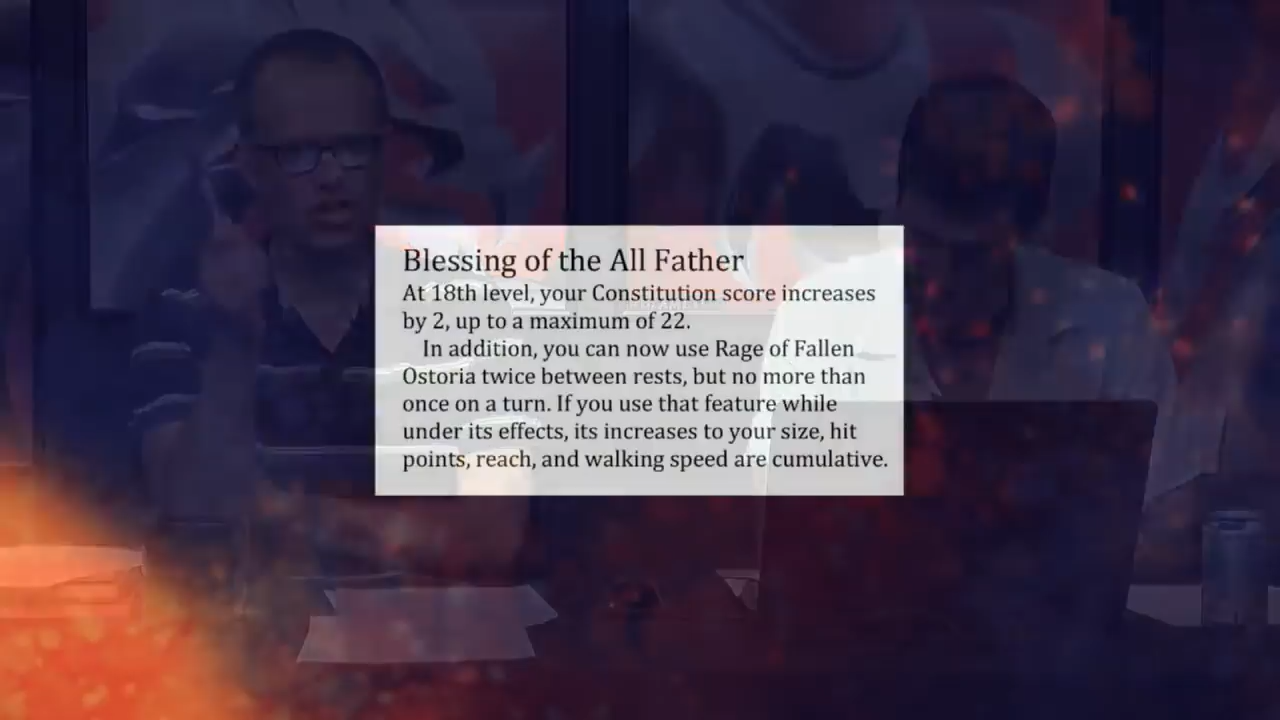 Blessing of the All Father
At 18th level, your Constitution score increases
by 2, up to a maximum of 22.
In addition, you can now use Rage of Fallen
Ostoria twice between rests, but no more than
once on a turn. If you use that feature while
under its effects, its increases to your size, hit
points, reach, and walking speed are cumulative.